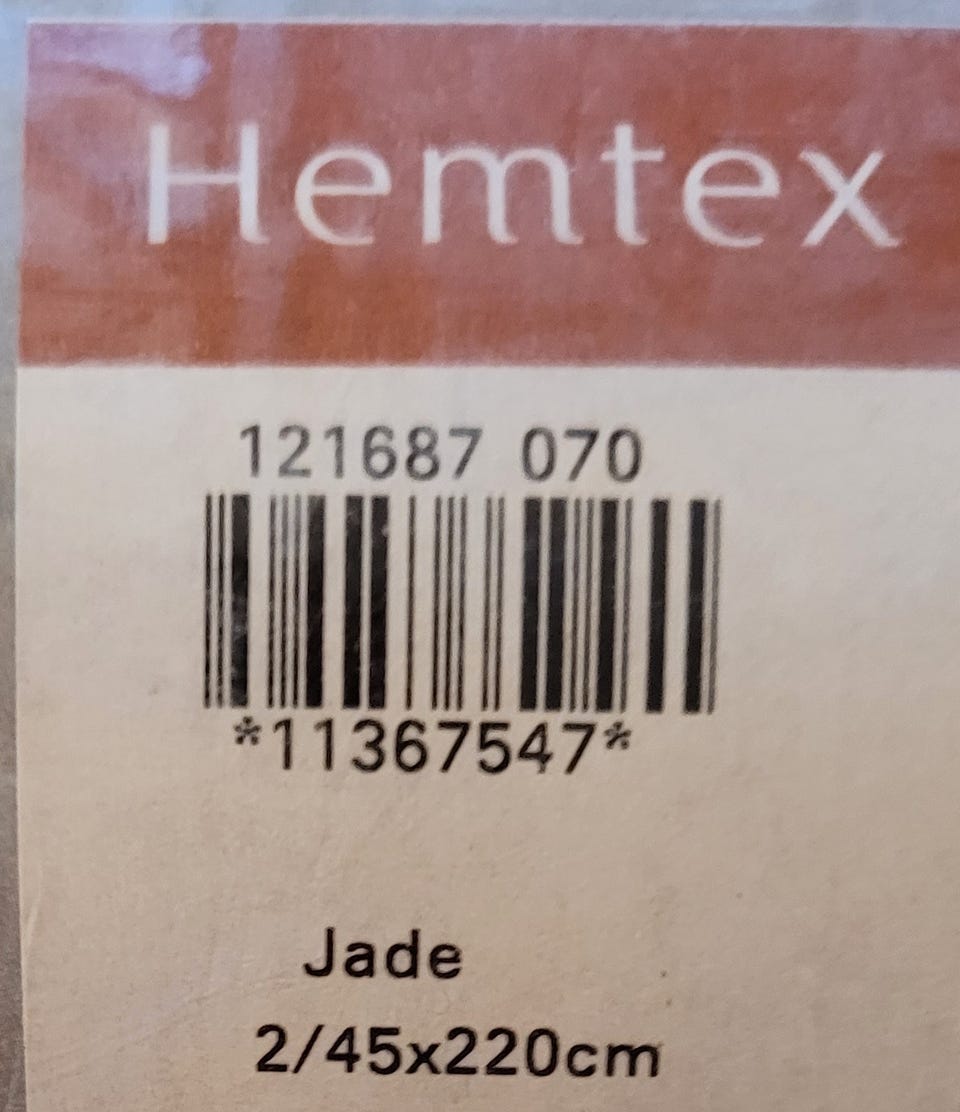 Hemtex
121687 070
*11367547*
Jade
2/45x220cm